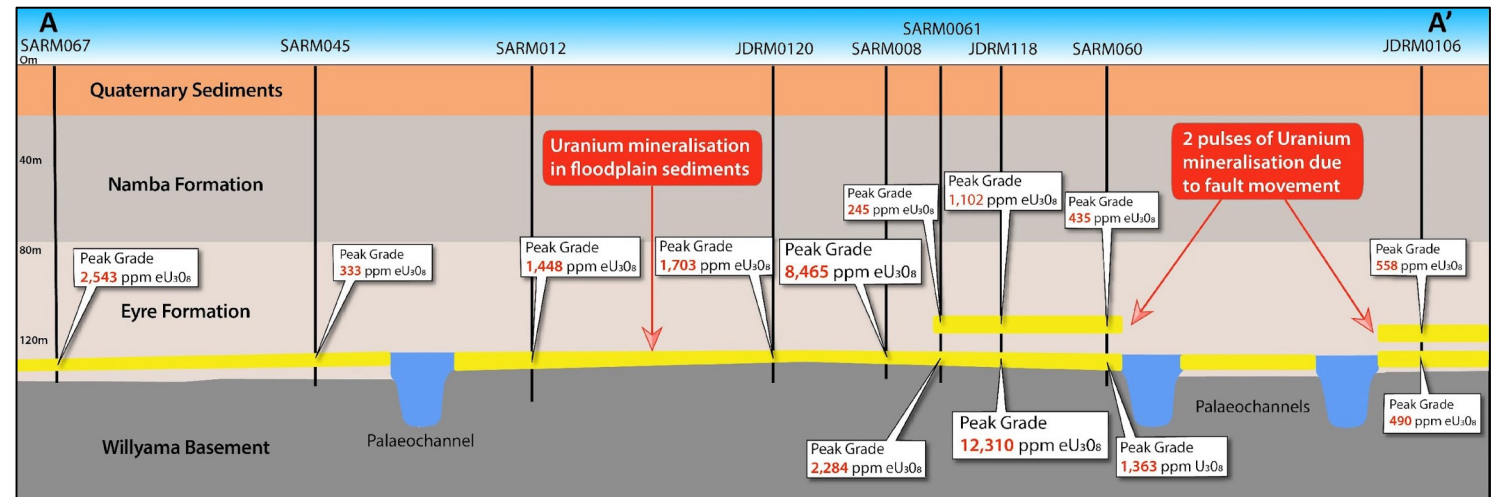 A
A'
SARM067
SARM045
SARM012
JDRM0120
SARM008
SARM0061
JDRM118
SARM060
JDRM0106
0m
Quaternary Sediments
40m
Namba Formation
Uranium mineralisation
in floodplain sediments
2 pulses of Uranium
mineralisation due
to fault movement
Peak Grade
245 ppm eU₃0₈
Peak Grade
1,102 ppm eU₃0₈
Peak Grade
435 ppm eU₃0₈
80m
Peak Grade
2,543 ppm eU₃0₈
Peak Grade
333 ppm eU₃0₈
Peak Grade
1,448 ppm eU₃0₈
Peak Grade
1,703 ppm eU₃0₈
Peak Grade
8,465 ppm eU₃0₈
Peak Grade
558 ppm eU₃0₈
Eyre Formation
120m
Palaeochannel
Palaeochannels
Willyama Basement
Peak Grade
2,284 ppm eU₃0₈
Peak Grade
12,310 ppm eU₃0₈
Peak Grade
1,363 ppm U₃0₈
Peak Grade
490 ppm eU₃0₈